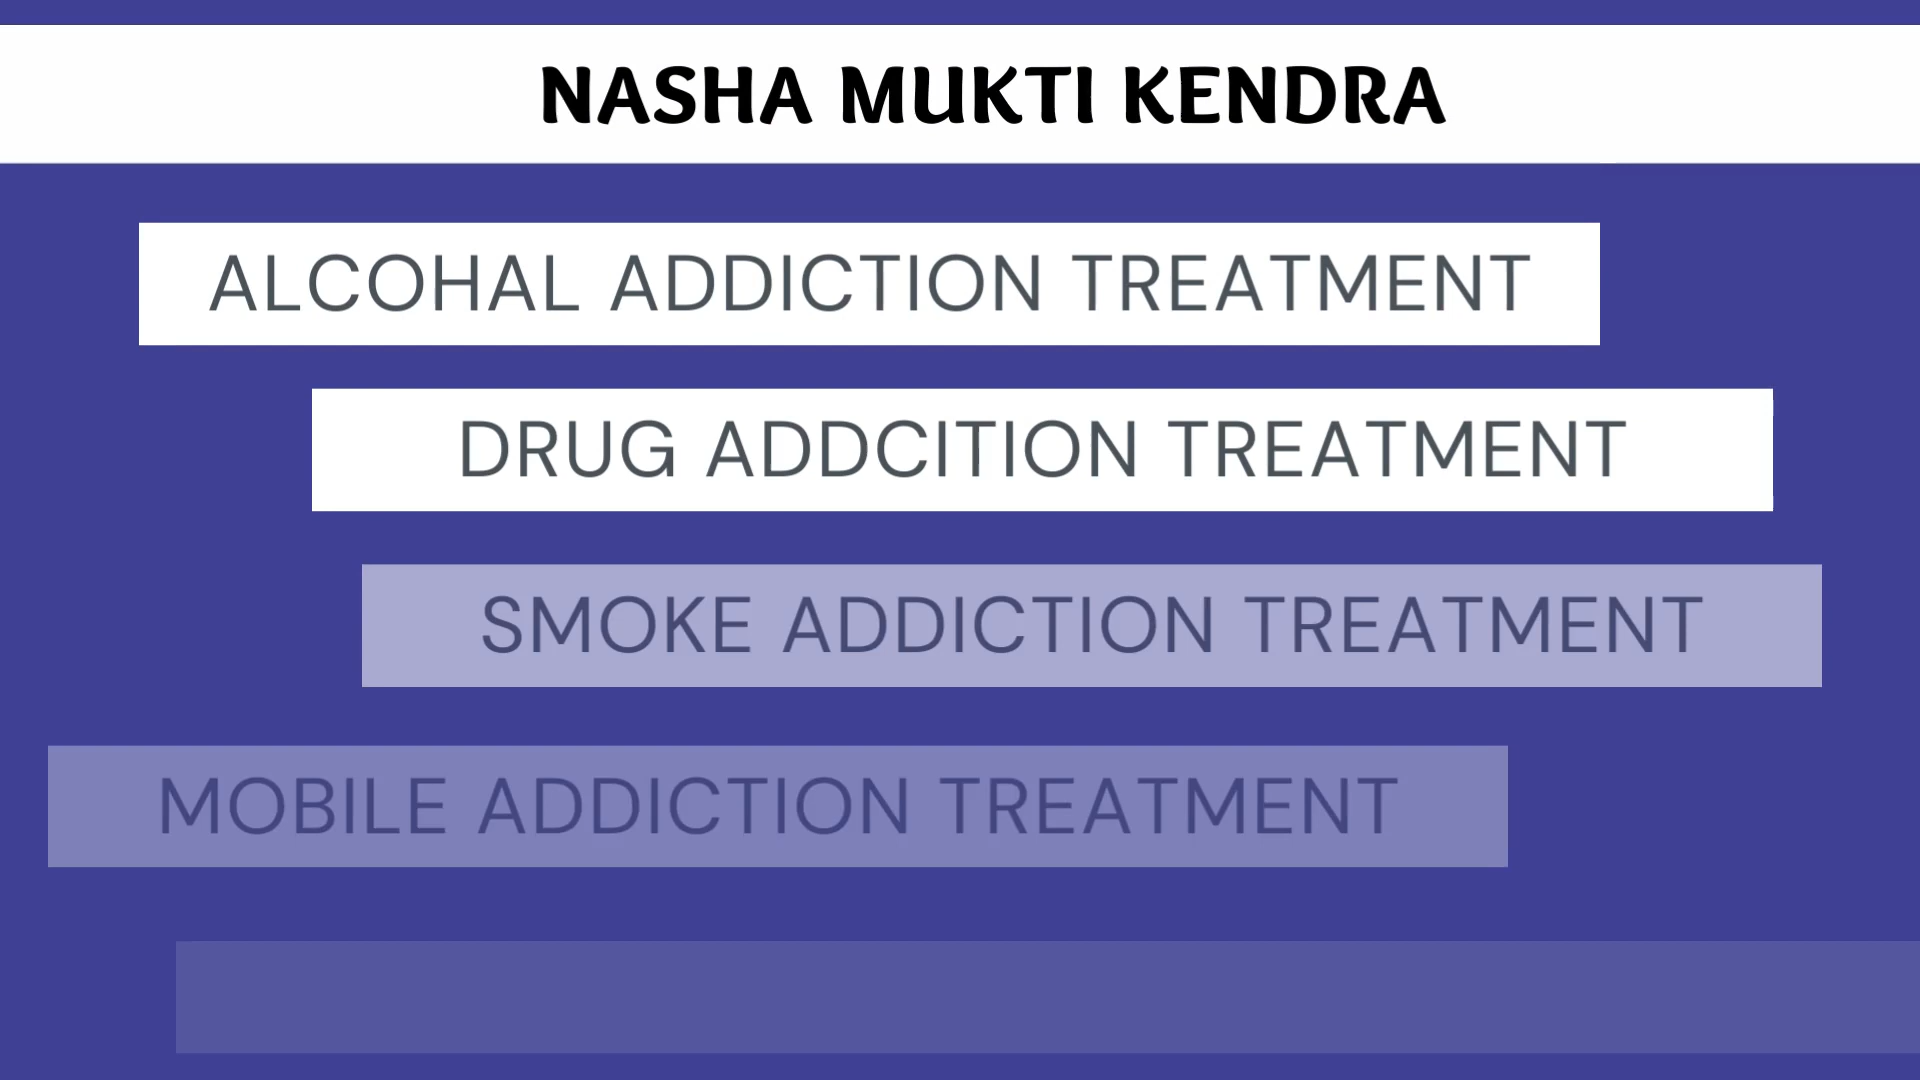 NASHA MUKTI KENDRA
ALCOHAL ADDICTION TREATMENT
DRUG ADDCITION TREATMENT
SMOKE ADDICTION TREATMENT
MOBILE ADDICTION TREATMENT